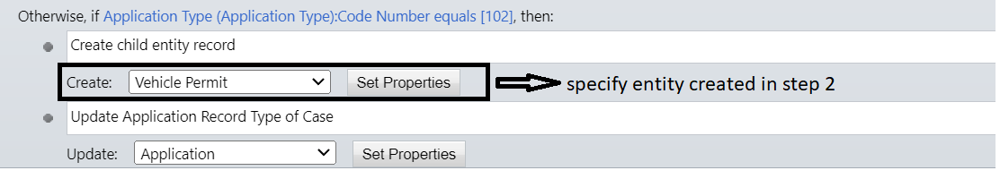 Otherwise, if Application Type (Application Type):Code Number equals [102], then:
Create child entity record
Create: Vehicle Permit Set Properties specify entity created in step 2
Update Application Record Type of Case
Update: Application Set Properties